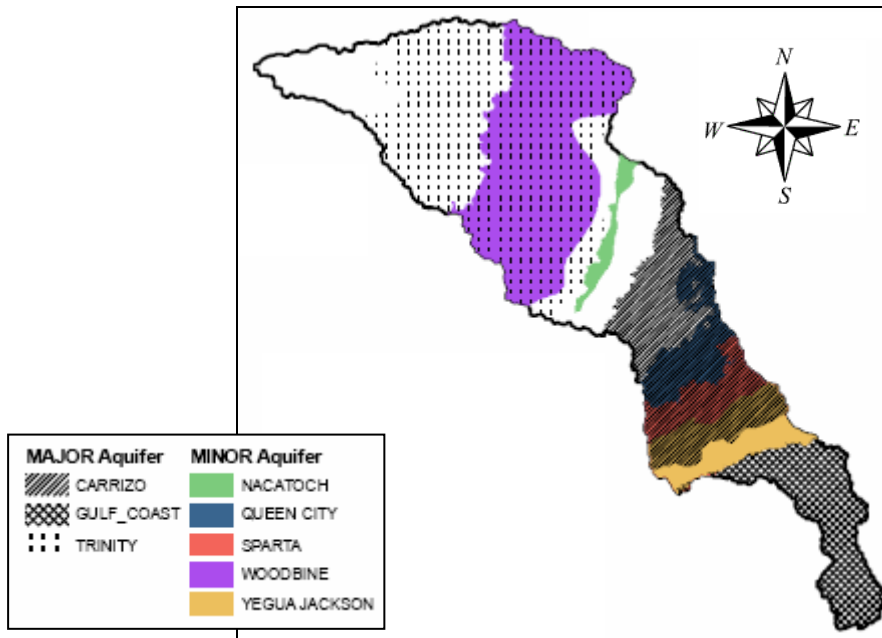 N
W E
S
MAJOR Aquifer MINOR Aquifer
CARRIZO NACATOCH
GULF_COAST QUEEN CITY
TRINITY SPARTA
WOODBINE
YEGUA JACKSON